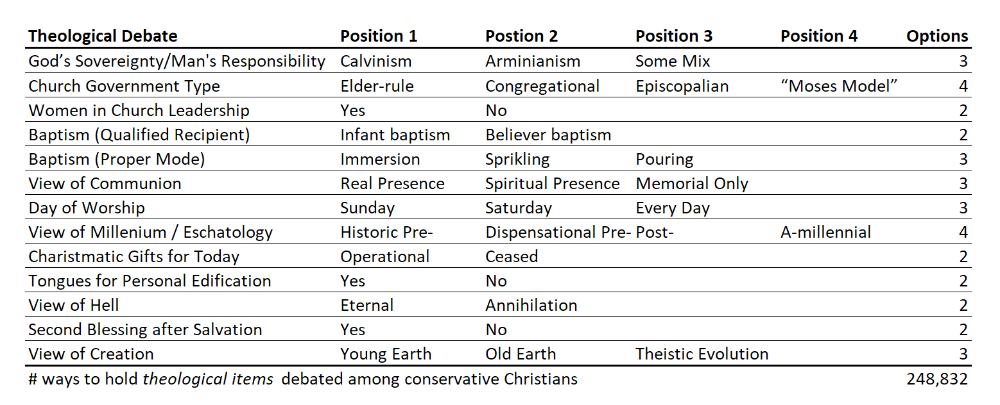 Theological Debate Position 1 Postion 2 Position 3 Position 4 Options
God’s Sovereignty/Man's Responsibility Calvinism Arminianism Some Mix 3
Church Government Type Elder-rule Congregational Episcopalian “Moses Model” 4
Women in Church Leadership Yes No 2
Baptism (Qualified Recipient) Infant baptism Believer baptism 2
Baptism (Proper Mode) Immersion Sprikling Pouring 3
View of Communion Real Presence Spiritual Presence Memorial Only 3
Day of Worship Sunday Saturday Every Day 3
View of Millenium / Eschatology Historic Pre- Dispensational Pre- Post- A-millennial 4
Charistmatic Gifts for Today Operational Ceased 2
Tongues for Personal Edification Yes No 2
View of Hell Eternal Annihilation 2
Second Blessing after Salvation Yes No 2
View of Creation Young Earth Old Earth Theistic Evolution 3
# ways to hold theological items debated among conservative Christians 248,832